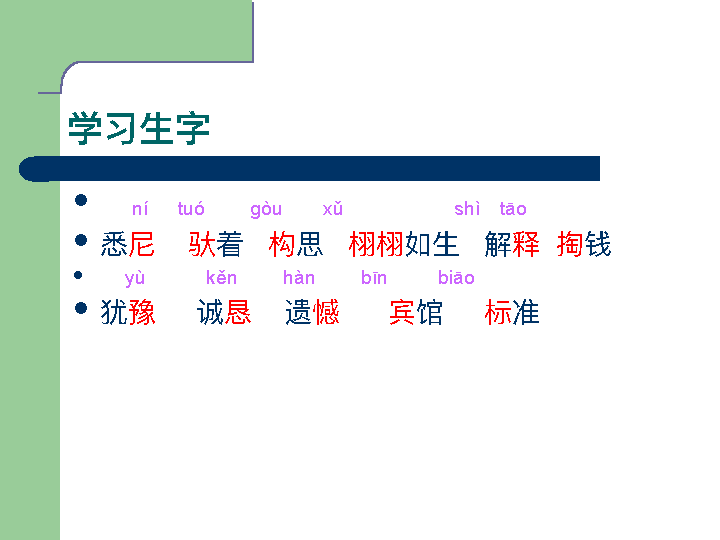 学习生字
ní tuó gòu xǔ shì tāo
悉尼 驮着 构思 栩栩如生 解释 掏钱
yù kěn hàn bīn biāo
犹豫 诚恳 遗憾 宾馆 标准